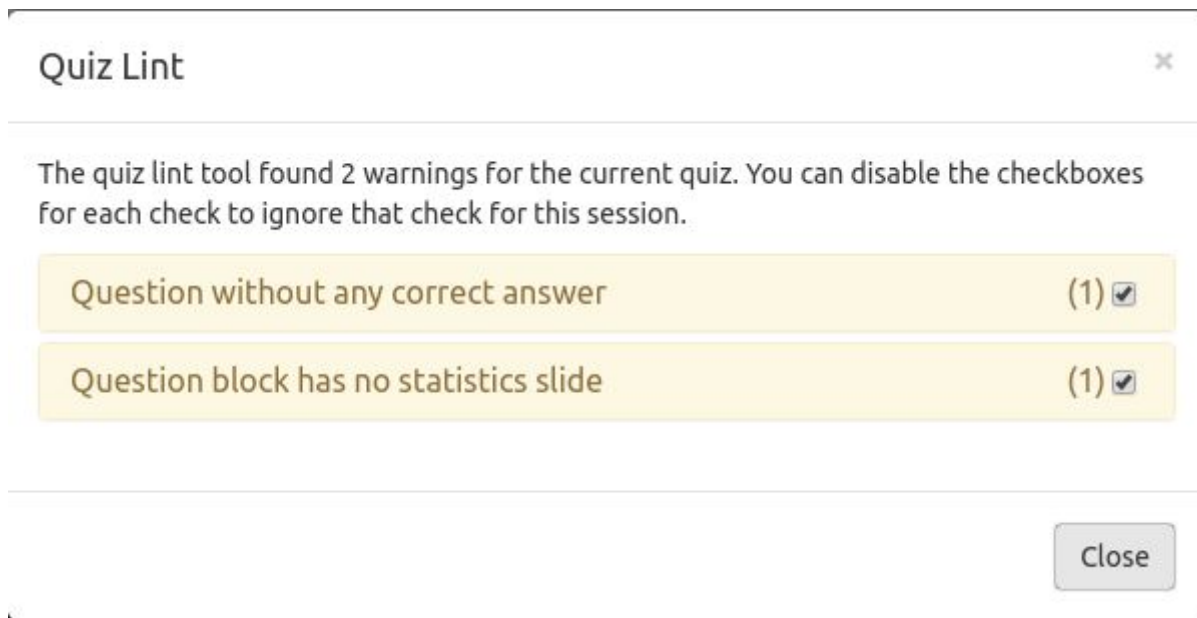 Quiz Lint
The quiz lint tool found 2 warnings for the current quiz. You can disable the checkboxes
for each check to ignore that check for this session.
Question without any correct answer (1)
Question block has no statistics slide (1)
Close